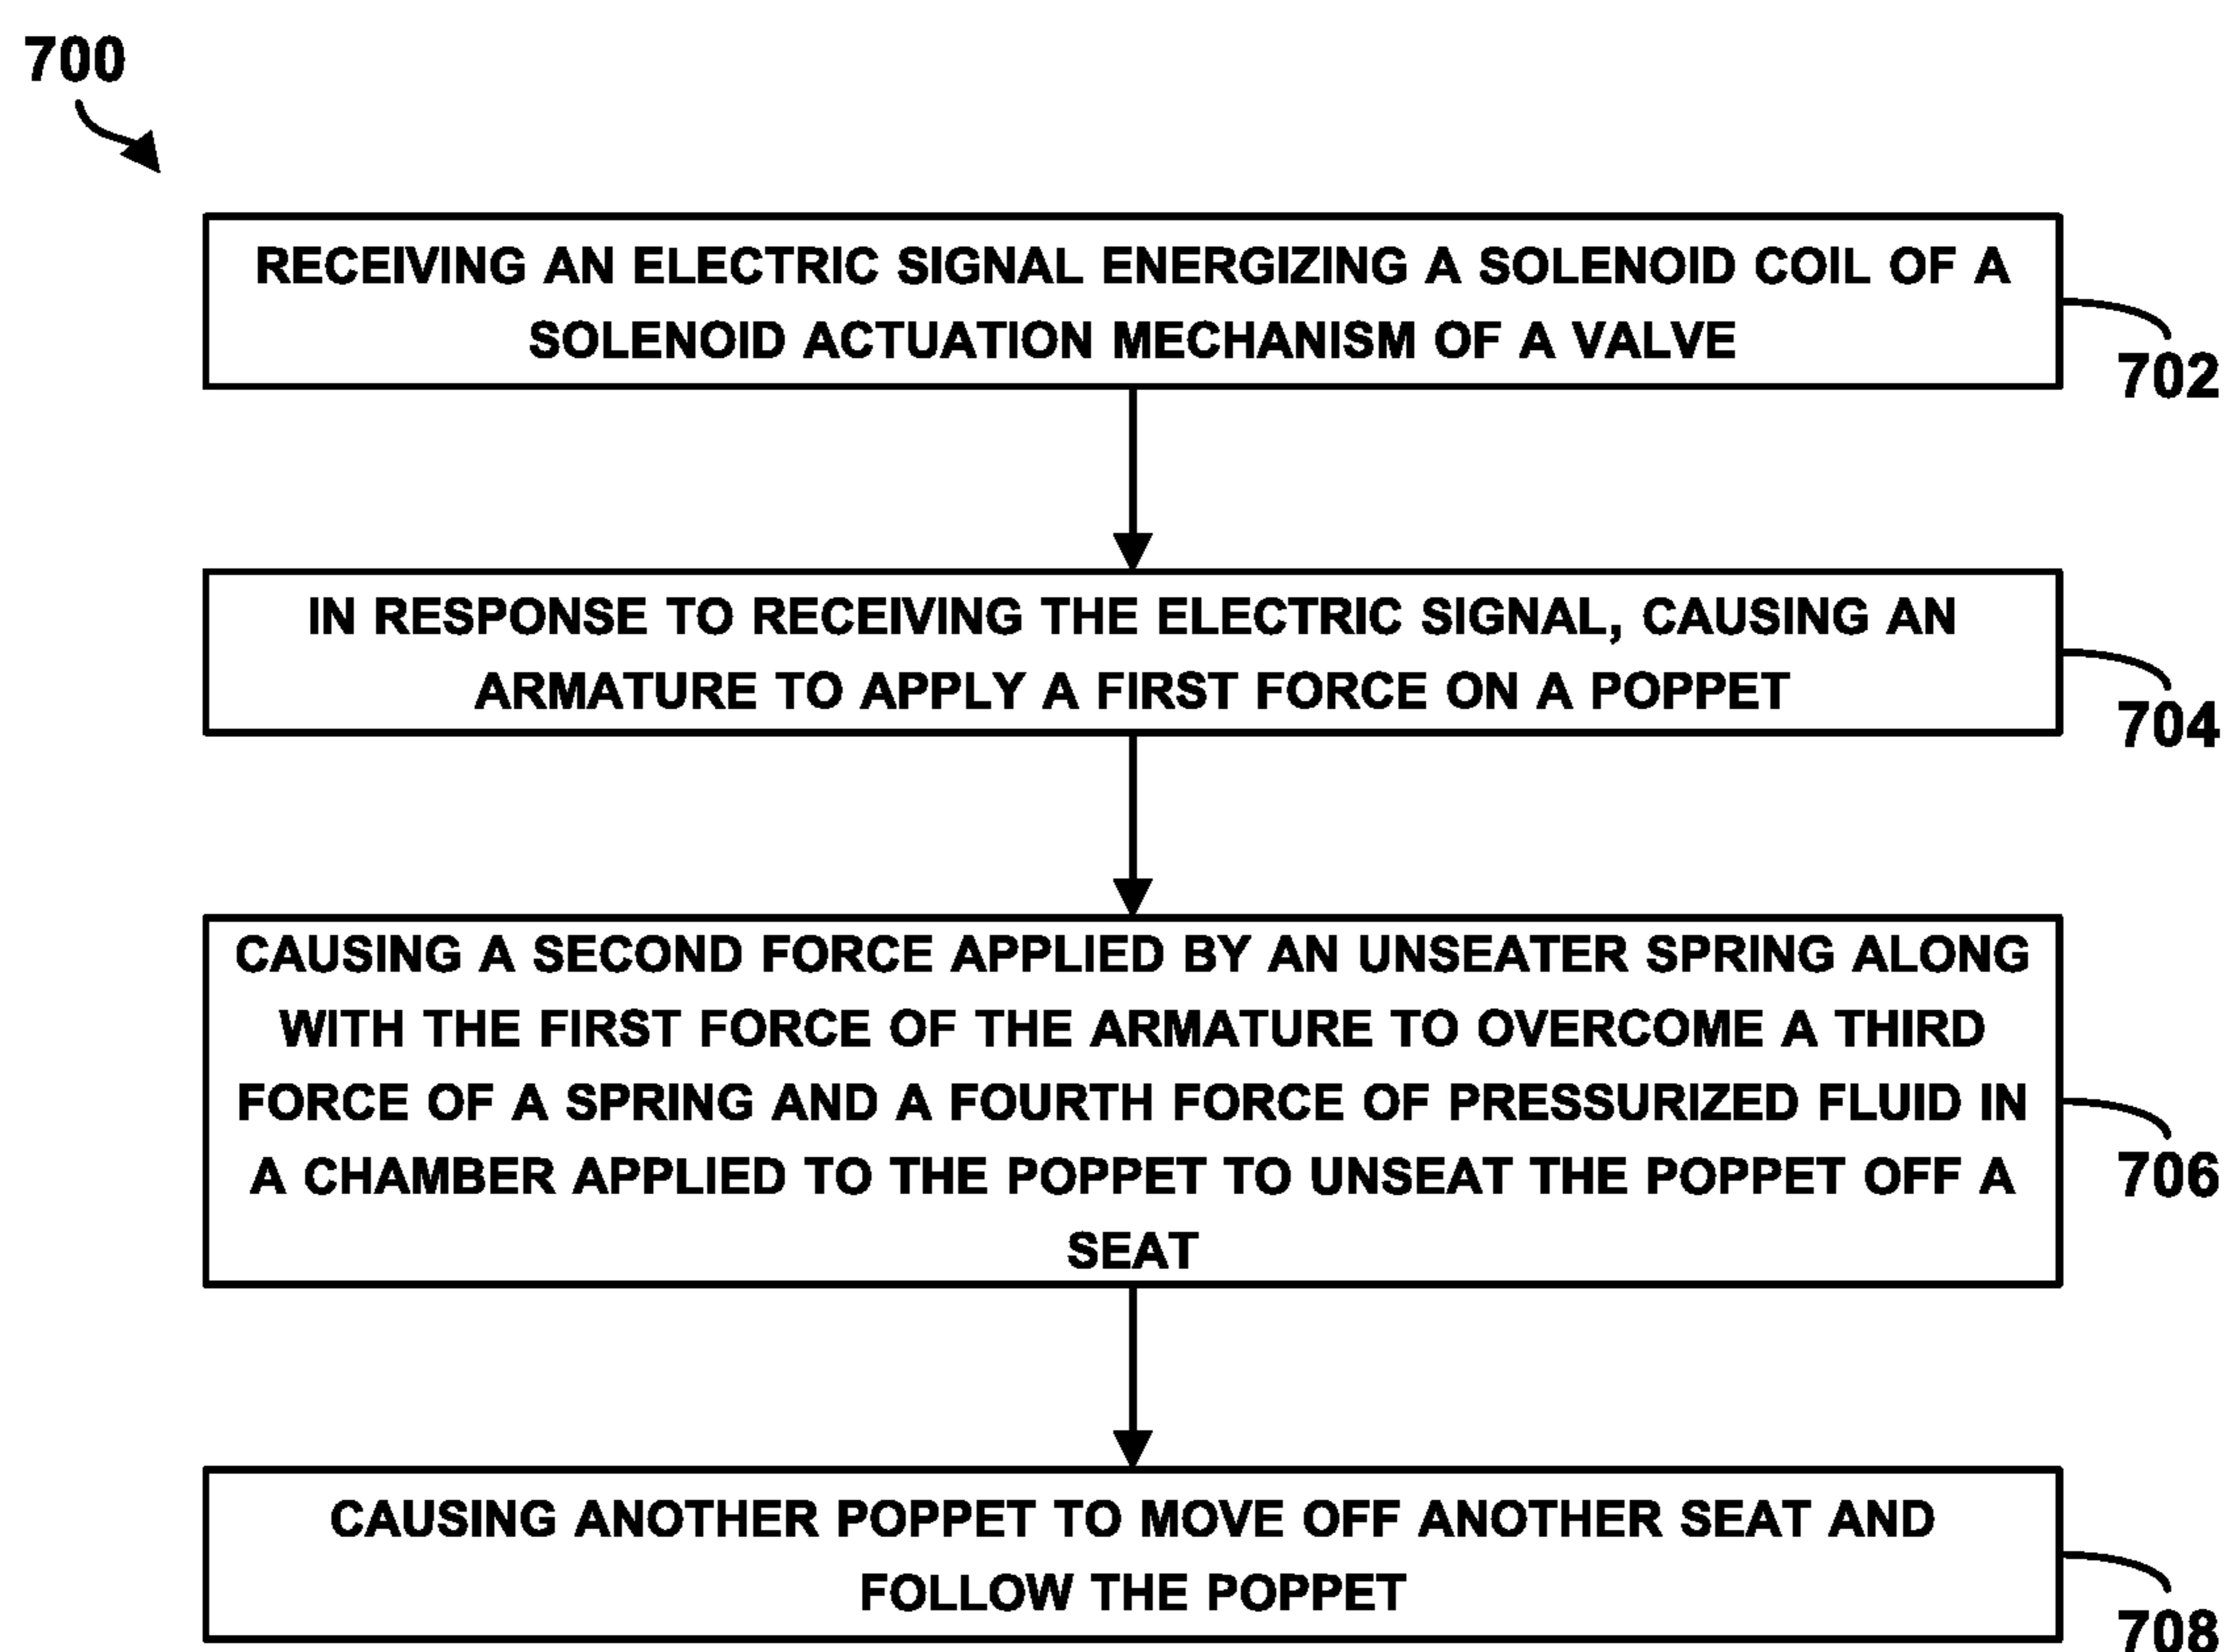 700
RECEIVING AN ELECTRIC SIGNAL ENERGIZING A SOLENOID COIL OF A
SOLENOID ACTUATION MECHANISM OF A VALVE
702
IN RESPONSE TO RECEIVING THE ELECTRIC SIGNAL, CAUSING AN
ARMATURE TO APPLY A FIRST FORCE ON A POPPET
704
CAUSING A SECOND FORCE APPLIED BY AN UNSEATER SPRING ALONG
WITH THE FIRST FORCE OF THE ARMATURE TO OVERCOME A THIRD
FORCE OF A SPRING AND A FOURTH FORCE OF PRESSURIZED FLUID IN
A CHAMBER APPLIED TO THE POPPET TO UNSEAT THE POPPET OFF A
SEAT
706
CAUSING ANOTHER POPPET TO MOVE OFF ANOTHER SEAT AND
FOLLOW THE POPPET
708